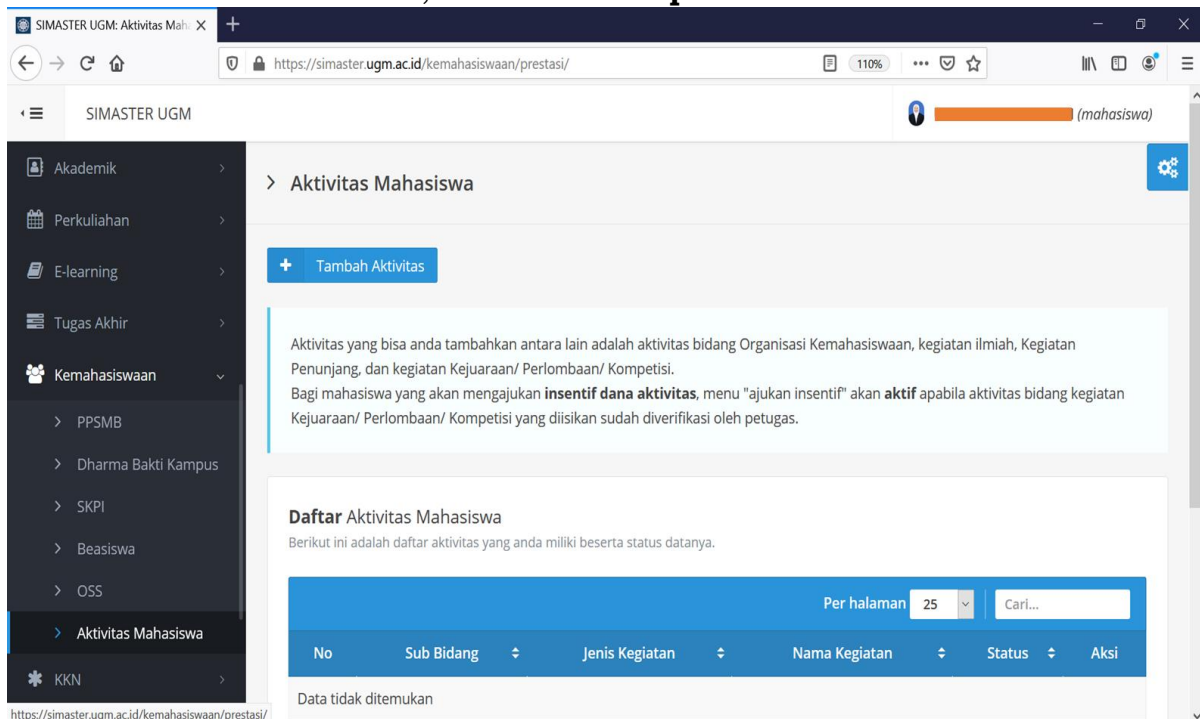 SIMASTER UGM: Aktivitas Mah
https://simaster.ugm.ac.id/kemahasiswaan/prestasi/
110%
SIMASTER UGM
(mahasiswa)
Akademik
Perkuliahan
E-learning
Tugas Akhir
Kemahasiswaan
PPSMB
Dharma Bakti Kampus
SKPI
Beasiswa
OSS
Aktivitas Mahasiswa
KKN
https://simaster.ugm.ac.id/kemahasiswaan/prestasi/
Aktivitas Mahasiswa
Tambah Aktivitas
Aktivitas yang bisa anda tambahkan antara lain adalah aktivitas bidang Organisasi Kemahasiswaan, kegiatan ilmiah, Kegiatan
Penunjang, dan kegiatan Kejuaraan/ Perlombaan/ Kompetisi.
Bagi mahasiswa yang akan mengajukan insentif dana aktivitas, menu "ajukan insentif" akan aktif apabila aktivitas bidang kegiatan
Kejuaraan/ Perlombaan/ Kompetisi yang diisikan sudah diverifikasi oleh petugas.
Daftar Aktivitas Mahasiswa
Berikut ini adalah daftar aktivitas yang anda miliki beserta status datanya.
Per halaman 25 Cari...
No Sub Bidang Jenis Kegiatan Nama Kegiatan Status Aksi
Data tidak ditemukan